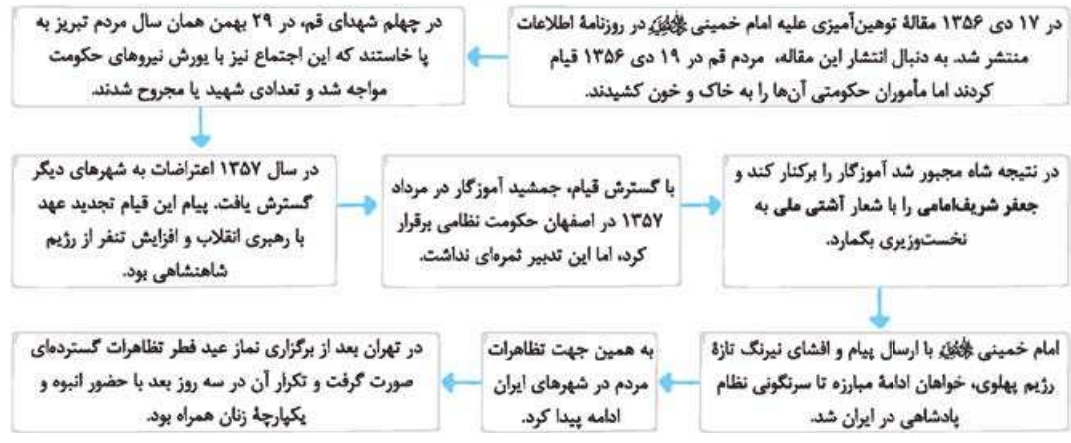 در ۱۷ دی ۱۳۵۶ مقالهٔ توهین‌آمیزی علیه امام خمینی در روزنامهٔ اطلاعات
منتشر شد. به دنبال انتشار این مقاله، مردم قم در ۱۹ دی ۱۳۵۶ قیام
کردند اما مأموران حکومتی آن‌ها را به خاک و خون کشیدند.
در چهلم شهدای قم، در ۲۹ بهمن همان سال مردم تبریز به
پا خاستند که این اجتماع نیز با یورش نیروهای حکومت
مواجه شد و تعدادی شهید یا مجروح شدند.
در سال ۱۳۵۷ اعتراضات به شهرهای دیگر
گسترش یافت. پیام این قیام تجدید عهد
با رهبری انقلاب و افزایش تنفر از رژیم
شاهنشاهی بود.
با گسترش قیام، جمشید آموزگار در مرداد
۱۳۵۷ در اصفهان حکومت نظامی برقرار
کرد، اما این تدبیر ثمره‌ای نداشت.
در نتیجه شاه مجبور شد آموزگار را برکنار کند و
جعفر شریف‌امامی را با شعار آشتی ملی به
نخست‌وزیری بگمارد.
امام خمینی با ارسال پیام و افشای نیرنگ تازهٔ
رژیم پهلوی، خواهان ادامهٔ مبارزه تا سرنگونی نظام
پادشاهی در ایران شد.
به همین جهت تظاهرات
مردم در شهرهای ایران
ادامه پیدا کرد.
در تهران بعد از برگزاری نماز عید فطر تظاهرات گسترده‌ای
صورت گرفت و تکرار آن در سه روز بعد با حضور انبوه و
یکپارچهٔ زنان همراه بود.